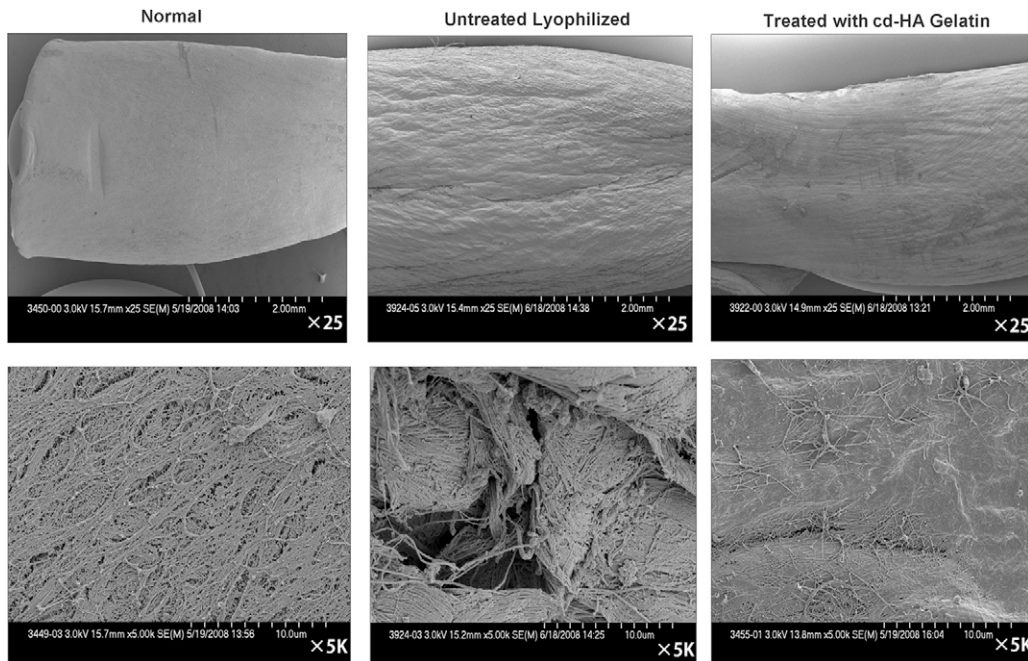 Normal
Untreated Lyophilized
Treated with cd-HA Gelatin
3450-00 3.0kV 15.7mm x25 SE(M) 5/19/2008 14:03 2.00mm
×25
3924-05 3.0kV 15.4mm x25 SE(M) 6/18/2008 14:38 2.00mm
×25
3922-00 3.0kV 14.9mm x25 SE(M) 6/18/2008 13:21 2.00mm
×25
3449-03 3.0kV 15.7mm x5.00k SE(M) 5/19/2008 13:56 10.0um
×5K
3924-03 3.0kV 15.2mm x5.00k SE(M) 6/18/2008 14:25 10.0um
×5K
3455-01 3.0kV 13.8mm x5.00k SE(M) 5/19/2008 16:04 10.0um
×5K